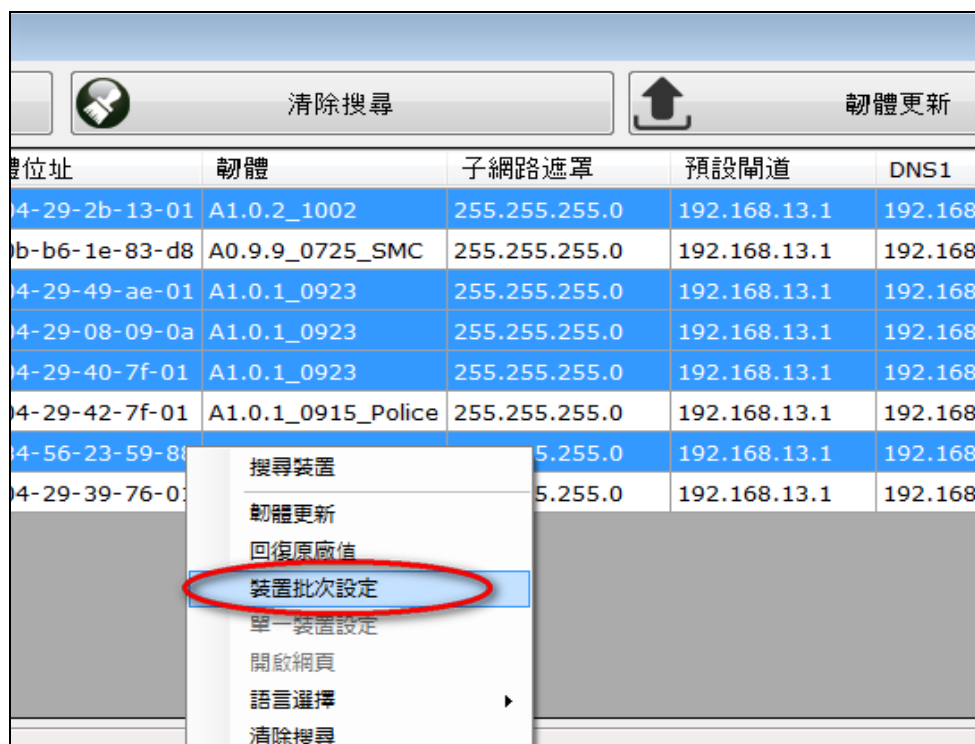 清除搜尋 韌體更新
體位址 韌體 子網路遮罩 預設閘道 DNS1
04-29-2b-13-01 A1.0.2_1002 255.255.255.0 192.168.13.1 192.168
0b-b6-1e-83-d8 A0.9.9_0725_SMC 255.255.255.0 192.168.13.1 192.168
04-29-49-ae-01 A1.0.1_0923 255.255.255.0 192.168.13.1 192.168
04-29-08-09-0a A1.0.1_0923 255.255.255.0 192.168.13.1 192.168
04-29-40-7f-01 A1.0.1_0923 255.255.255.0 192.168.13.1 192.168
04-29-42-7f-01 A1.0.1_0915_Police 255.255.255.0 192.168.13.1 192.168
34-56-23-59-88 5.255.0 192.168.13.1 192.168
04-29-39-76-01 5.255.0 192.168.13.1 192.168
搜尋裝置
韌體更新
回復原廠值
裝置批次設定
單一裝置設定
開啟網頁
語言選擇
清除搜尋